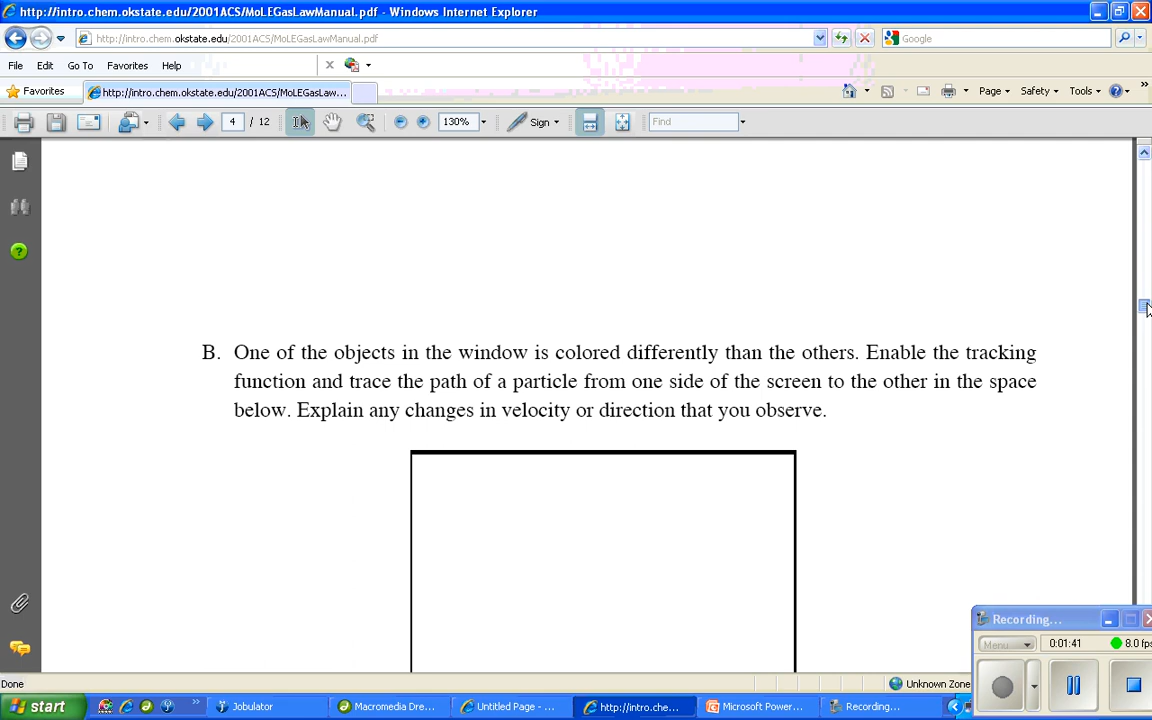 http://intro.chem.okstate.edu/2001ACS/MoLEGasLawManual.pdf - Windows Internet Explorer
http://intro.chem.okstate.edu/2001ACS/MoLEGasLawManual.pdf
Google
File Edit Go To Favorites Help
x
Favorites
http://intro.chem.okstate.edu/2001ACS/MoLEGasLaw...
Page Safety Tools
4 / 12
130%
Sign
Find
B. One of the objects in the window is colored differently than the others. Enable the tracking
function and trace the path of a particle from one side of the screen to the other in the space
below. Explain any changes in velocity or direction that you observe.
Recording...
Menu
0:01:41
8.0 fps
Done
Unknown Zone
start
Jobulator
Macromedia Dre...
Untitled Page - ...
http://intro.che...
Microsoft Power...
Recording...